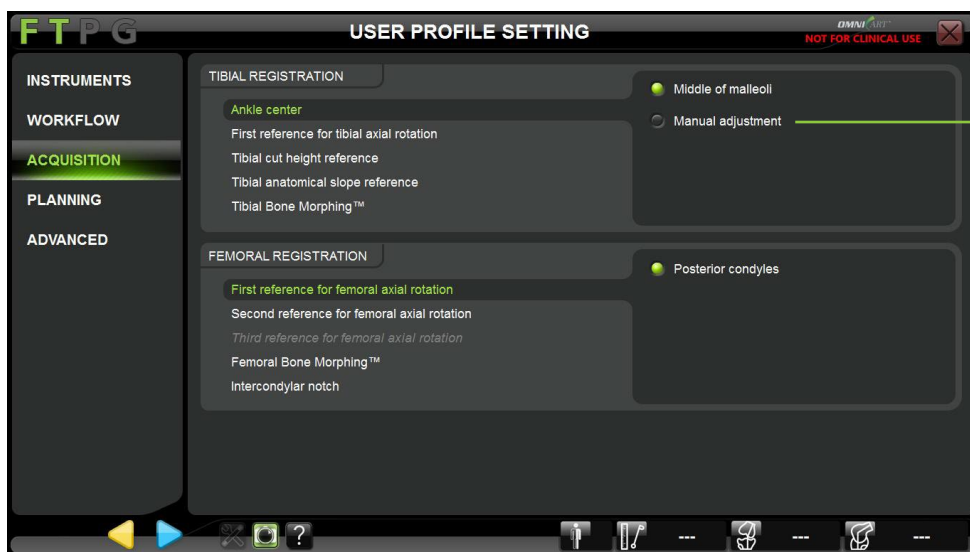 FTPG
USER PROFILE SETTING
OMNI ART™
NOT FOR CLINICAL USE
INSTRUMENTS
WORKFLOW
ACQUISITION
PLANNING
ADVANCED
TIBIAL REGISTRATION
Ankle center
First reference for tibial axial rotation
Tibial cut height reference
Tibial anatomical slope reference
Tibial Bone Morphing™
Middle of malleoli
Manual adjustment
FEMORAL REGISTRATION
First reference for femoral axial rotation
Second reference for femoral axial rotation
Third reference for femoral axial rotation
Femoral Bone Morphing™
Intercondylar notch
Posterior condyles
? --- --- ---